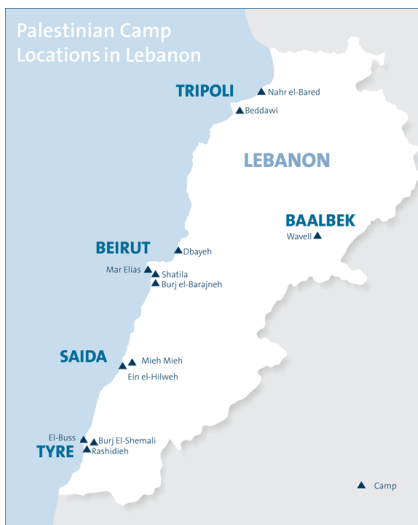 Palestinian Camp
Locations in Lebanon
TRIPOLI
Nahr el-Bared
Beddawi
LEBANON
BAALBEK
Wavell
BEIRUT
Dbayeh
Mar Elias
Shatila
Burj el-Barajneh
SAIDA
Mieh Mieh
Ein el-Hilweh
El-Buss
Burj El-Shemali
TYRE
Rashidieh
Camp